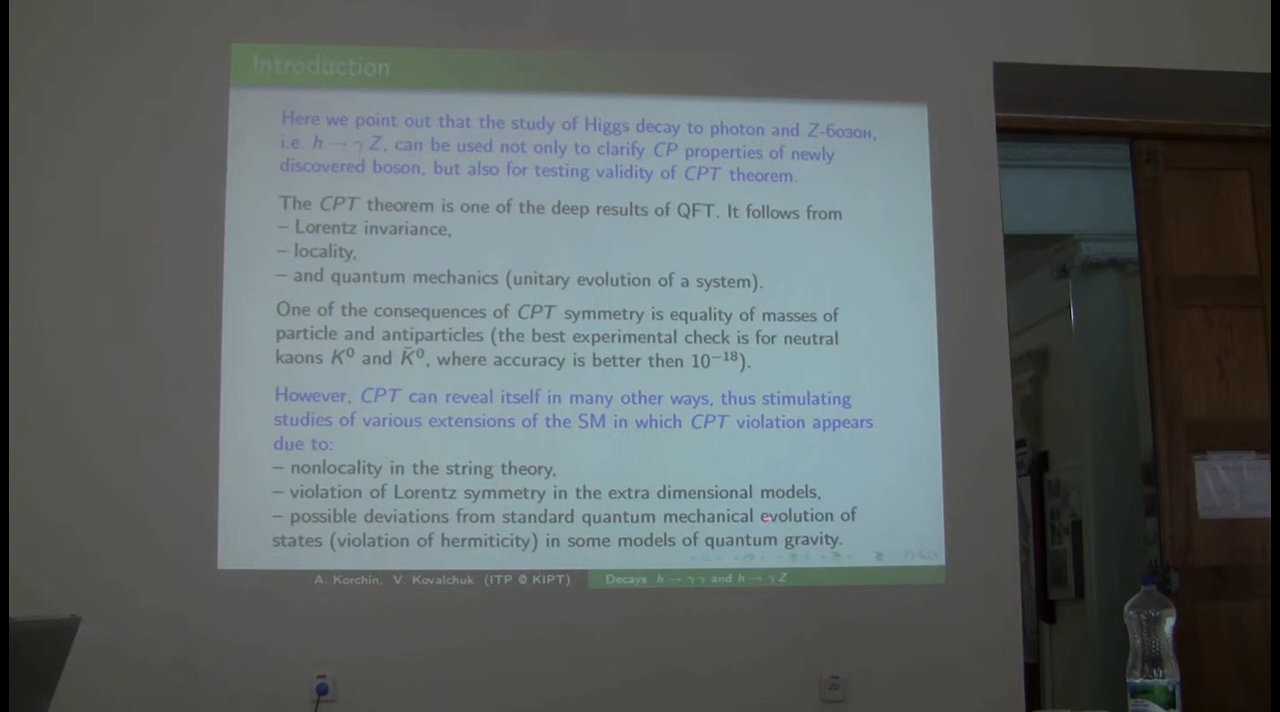 Introduction
Here we point out that the study of Higgs decay to photon and Z-бозон,
i.e. h → γ Z, can be used not only to clarify CP properties of newly
discovered boson, but also for testing validity of CPT theorem.
The CPT theorem is one of the deep results of QFT. It follows from
– Lorentz invariance,
– locality,
– and quantum mechanics (unitary evolution of a system).
One of the consequences of CPT symmetry is equality of masses of
particle and antiparticles (the best experimental check is for neutral
kaons K⁰ and K̄⁰, where accuracy is better then 10⁻¹⁸).
However, CPT can reveal itself in many other ways, thus stimulating
studies of various extensions of the SM in which CPT violation appears
due to:
– nonlocality in the string theory,
– violation of Lorentz symmetry in the extra dimensional models,
– possible deviations from standard quantum mechanical evolution of
states (violation of hermiticity) in some models of quantum gravity.
A. Korchin, V. Kovalchuk (ITP @ KIPT) Decays h → γ γ and h → γ Z